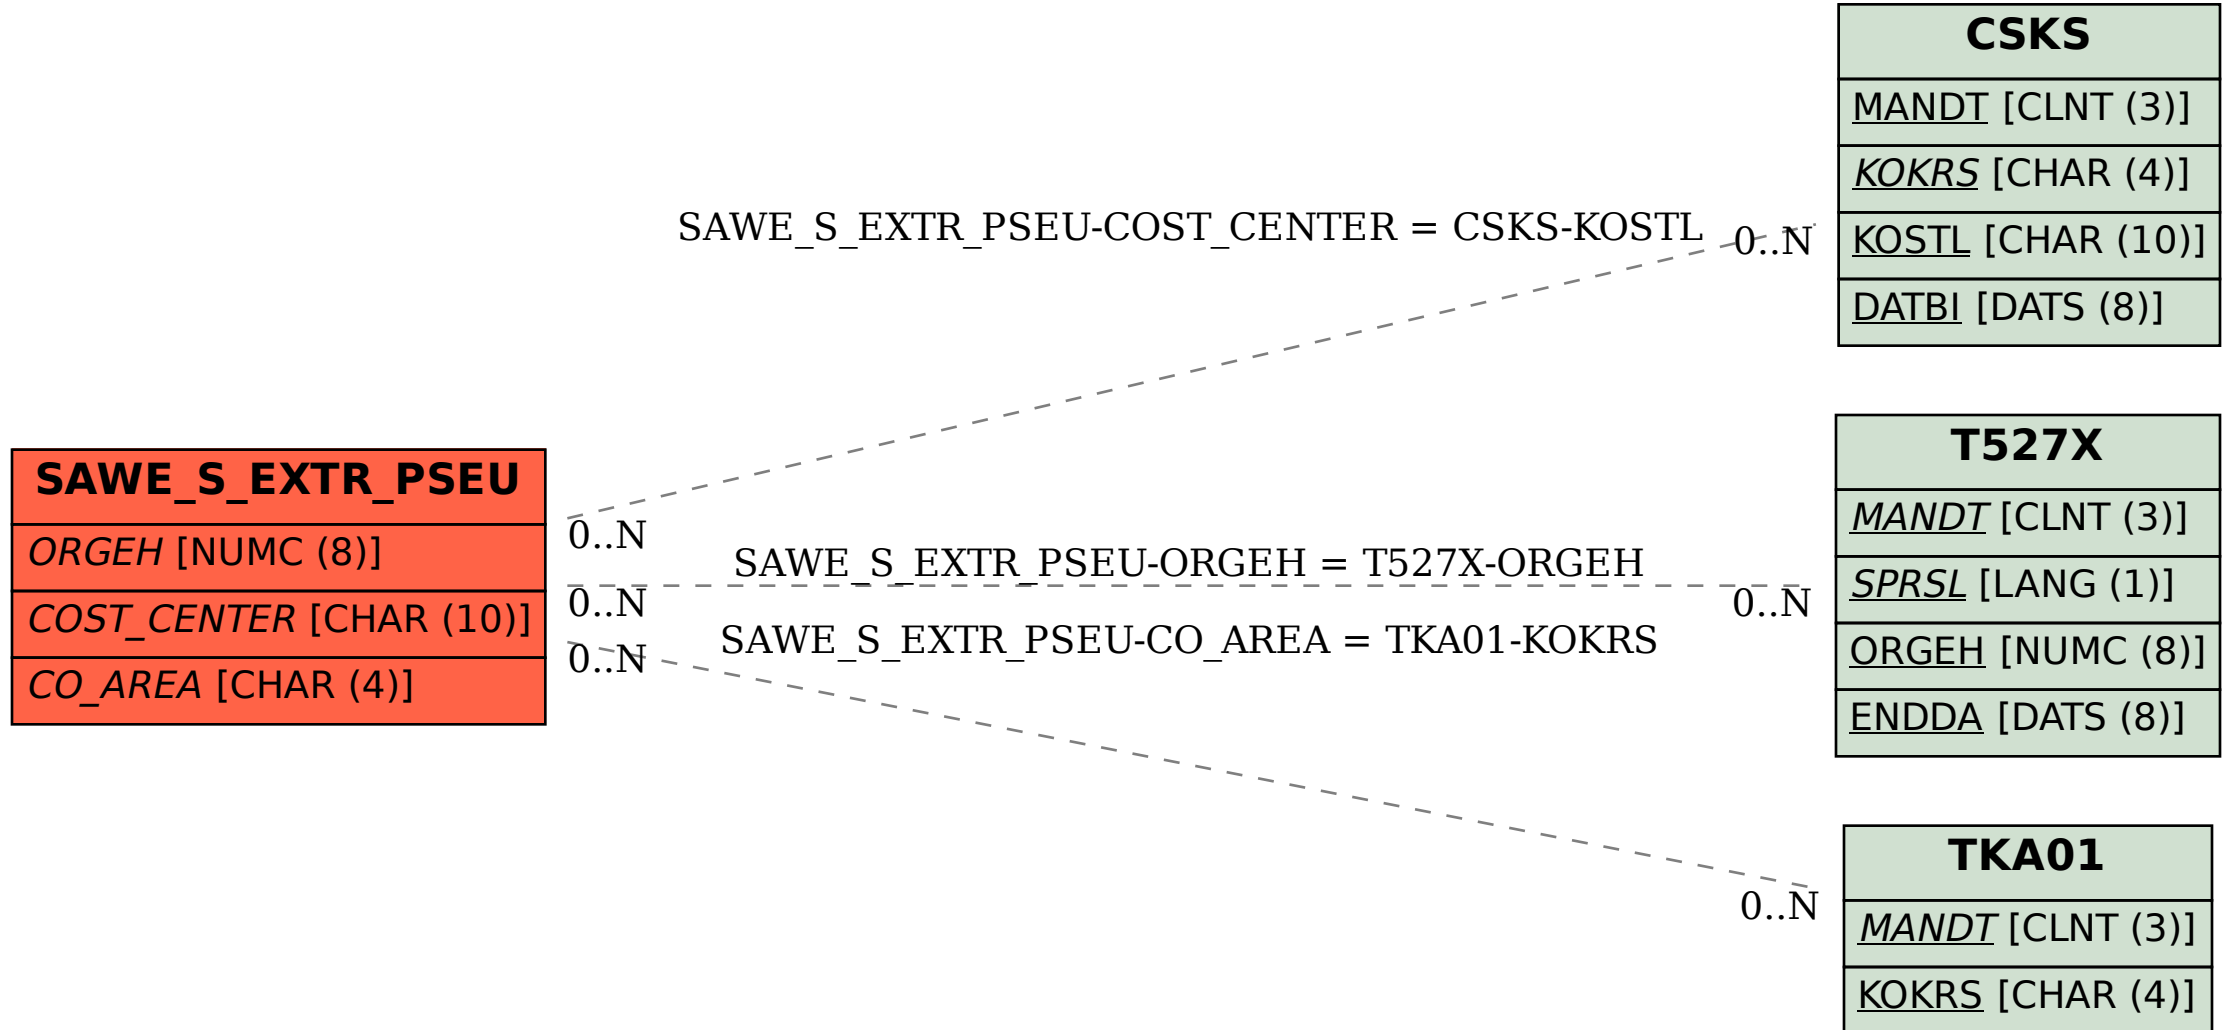 CSKS
MANDT [CLNT (3)]
KOKRS [CHAR (4)]
KOSTL [CHAR (10)]
DATBI [DATS (8)]
SAWE_S_EXTR_PSEU-COST_CENTER = CSKS-KOSTL
0..N
SAWE_S_EXTR_PSEU
ORGEH [NUMC (8)]
COST_CENTER [CHAR (10)]
CO_AREA [CHAR (4)]
0..N
SAWE_S_EXTR_PSEU-ORGEH = T527X-ORGEH
0..N
0..N
SAWE_S_EXTR_PSEU-CO_AREA = TKA01-KOKRS
0..N
T527X
MANDT [CLNT (3)]
SPRSL [LANG (1)]
ORGEH [NUMC (8)]
ENDDA [DATS (8)]
0..N
TKA01
MANDT [CLNT (3)]
KOKRS [CHAR (4)]